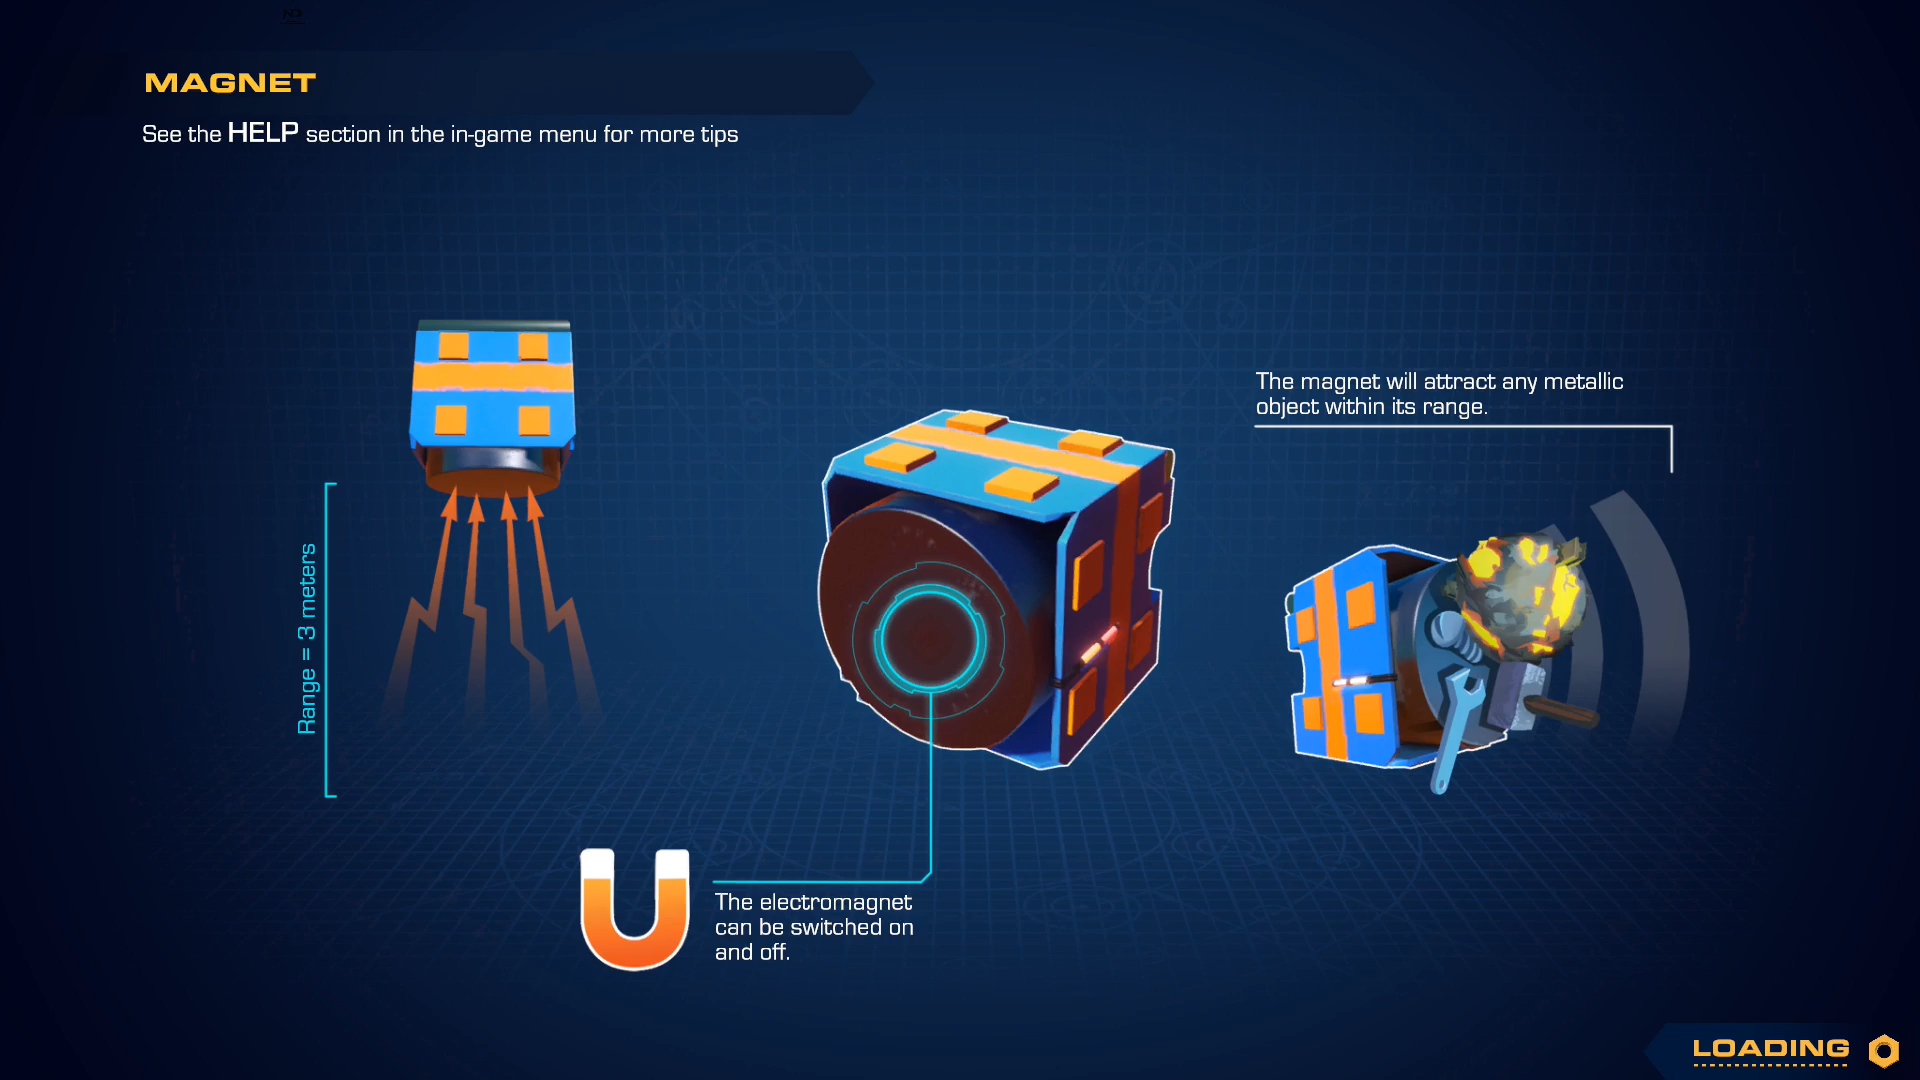 MAGNET
See the HELP section in the in-game menu for more tips
The magnet will attract any metallic
object within its range.
Range = 3 meters
The electromagnet
can be switched on
and off.
LOADING